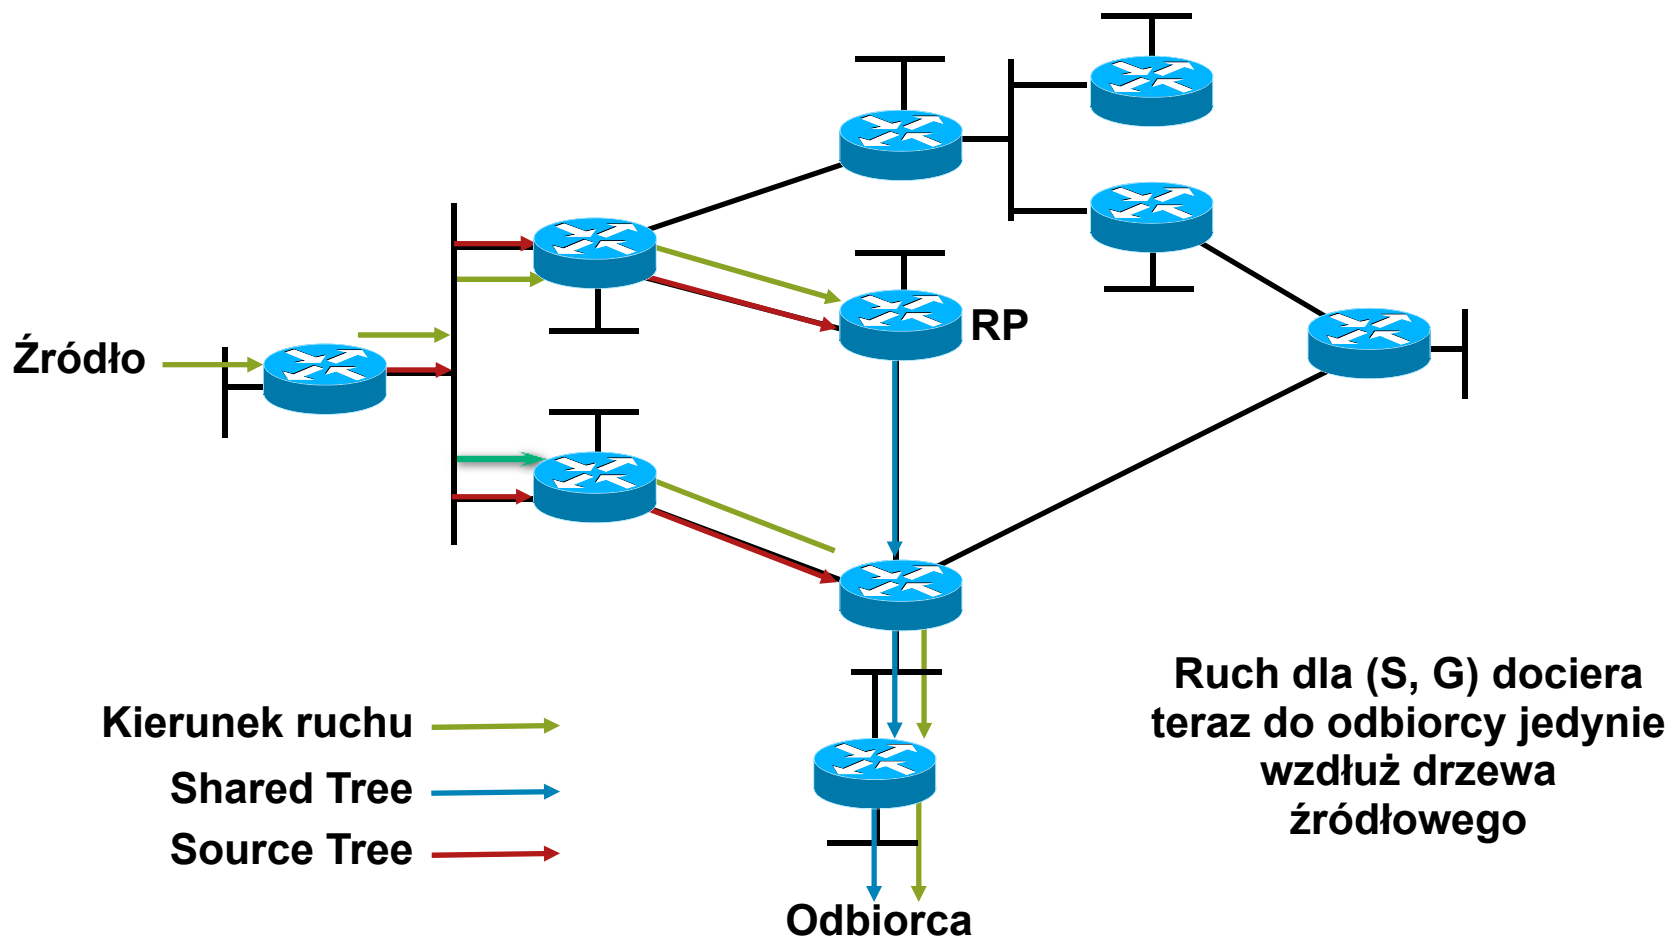 RP
Źródło
Kierunek ruchu
Shared Tree
Source Tree
Ruch dla (S, G) dociera
teraz do odbiorcy jedynie
wzdłuż drzewa
źródłowego
Odbiorca